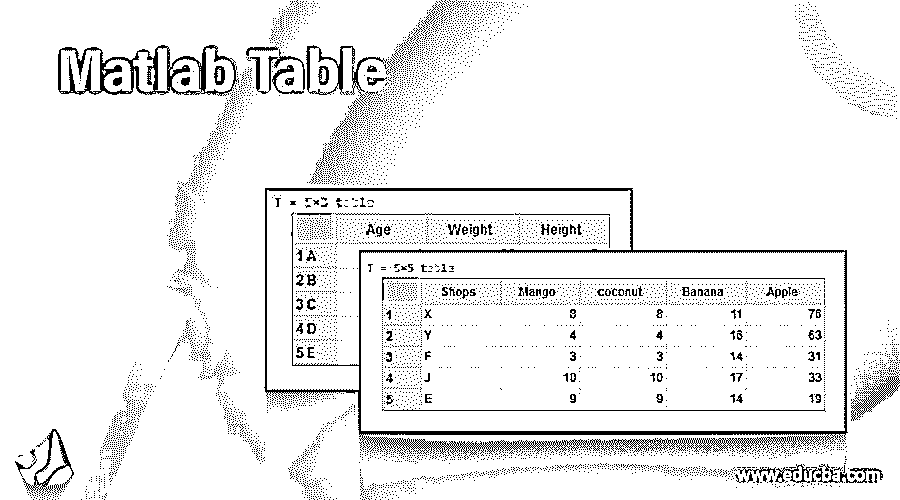 Matlab Table
T = 5×3 table
Age Weight Height
1 A
2 B
3 C
4 D
5 E
T = 5×5 table
Shops Mango coconut Banana Apple
1 X 8 8 11 76
2 Y 4 4 16 63
3 F 3 3 14 31
4 J 10 10 17 33
5 E 9 9 14 19
www.educba.com